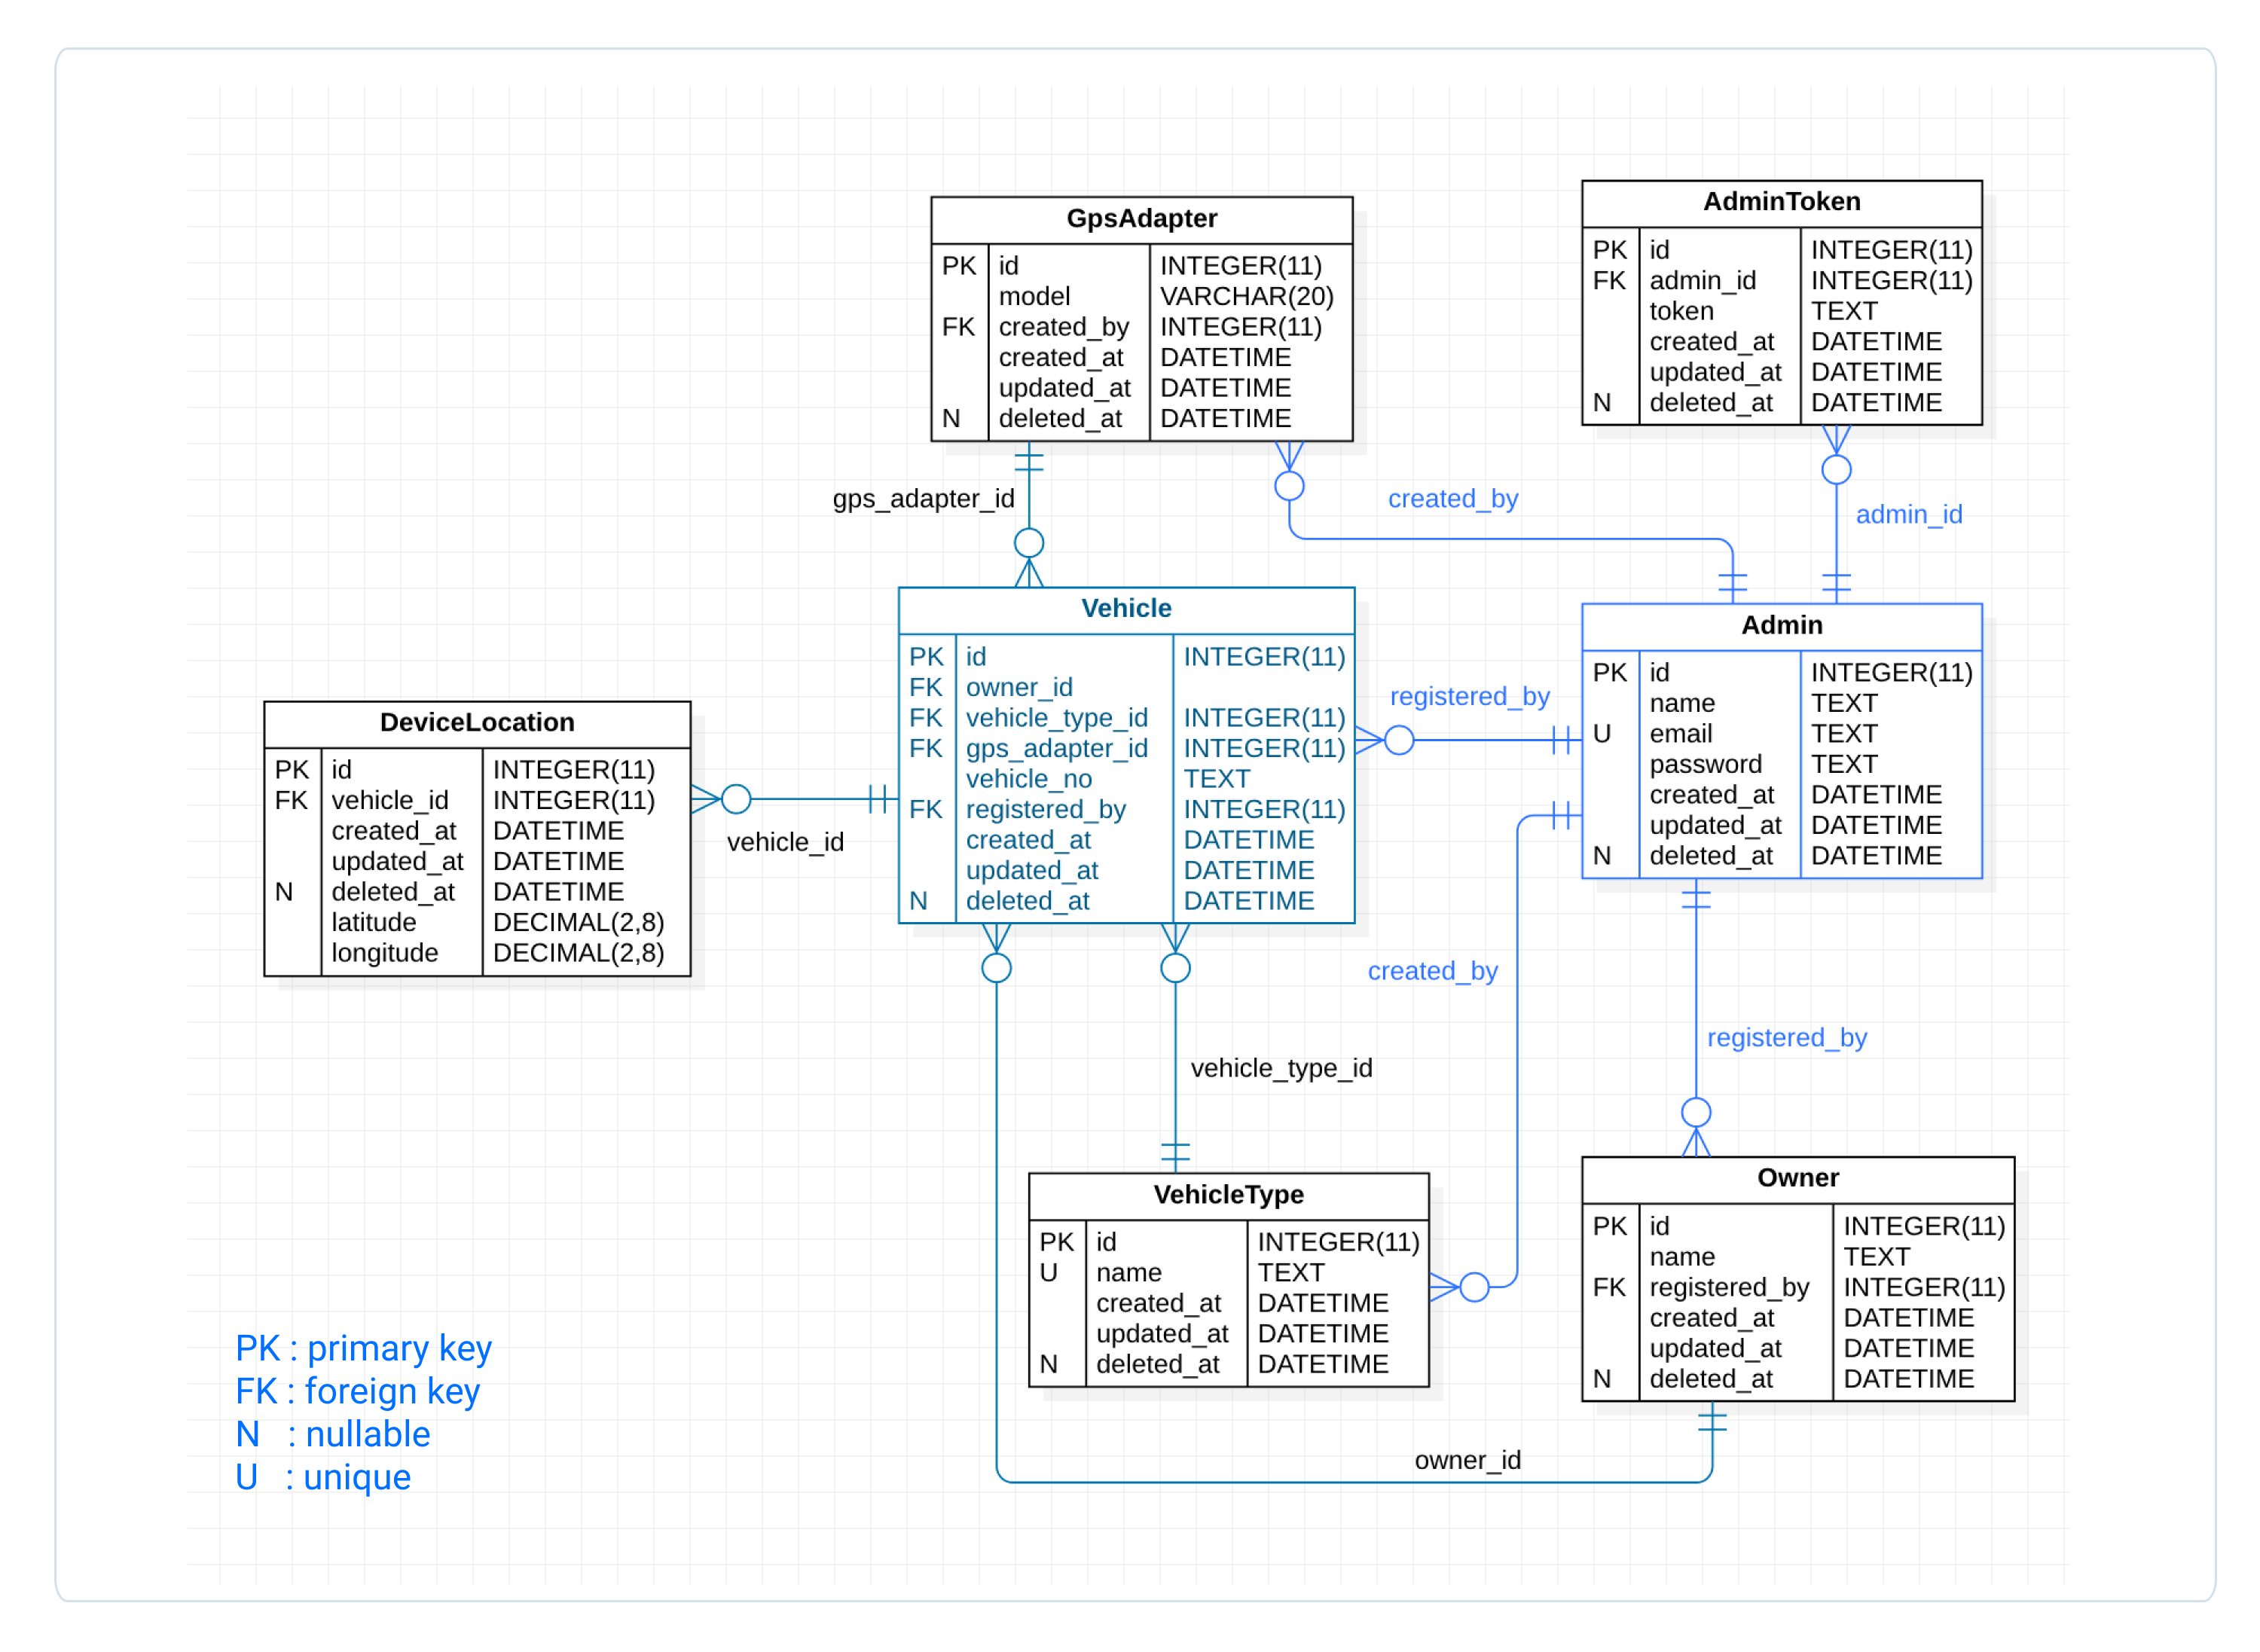 GpsAdapter
PK id INTEGER(11)
model VARCHAR(20)
FK created_by INTEGER(11)
created_at DATETIME
updated_at DATETIME
N deleted_at DATETIME
AdminToken
PK id INTEGER(11)
FK admin_id INTEGER(11)
token TEXT
created_at DATETIME
updated_at DATETIME
N deleted_at DATETIME
gps_adapter_id
created_by
admin_id
Vehicle
PK id INTEGER(11)
FK owner_id
FK vehicle_type_id INTEGER(11)
FK gps_adapter_id INTEGER(11)
vehicle_no TEXT
FK registered_by INTEGER(11)
created_at DATETIME
updated_at DATETIME
N deleted_at DATETIME
registered_by
Admin
PK id INTEGER(11)
name TEXT
U email TEXT
password TEXT
created_at DATETIME
updated_at DATETIME
N deleted_at DATETIME
DeviceLocation
PK id INTEGER(11)
FK vehicle_id INTEGER(11)
created_at DATETIME
updated_at DATETIME
N deleted_at DATETIME
latitude DECIMAL(2,8)
longitude DECIMAL(2,8)
vehicle_id
created_by
registered_by
vehicle_type_id
VehicleType
PK id INTEGER(11)
U name TEXT
created_at DATETIME
updated_at DATETIME
N deleted_at DATETIME
Owner
PK id INTEGER(11)
name TEXT
FK registered_by INTEGER(11)
created_at DATETIME
updated_at DATETIME
N deleted_at DATETIME
owner_id
PK : primary key
FK : foreign key
N : nullable
U : unique